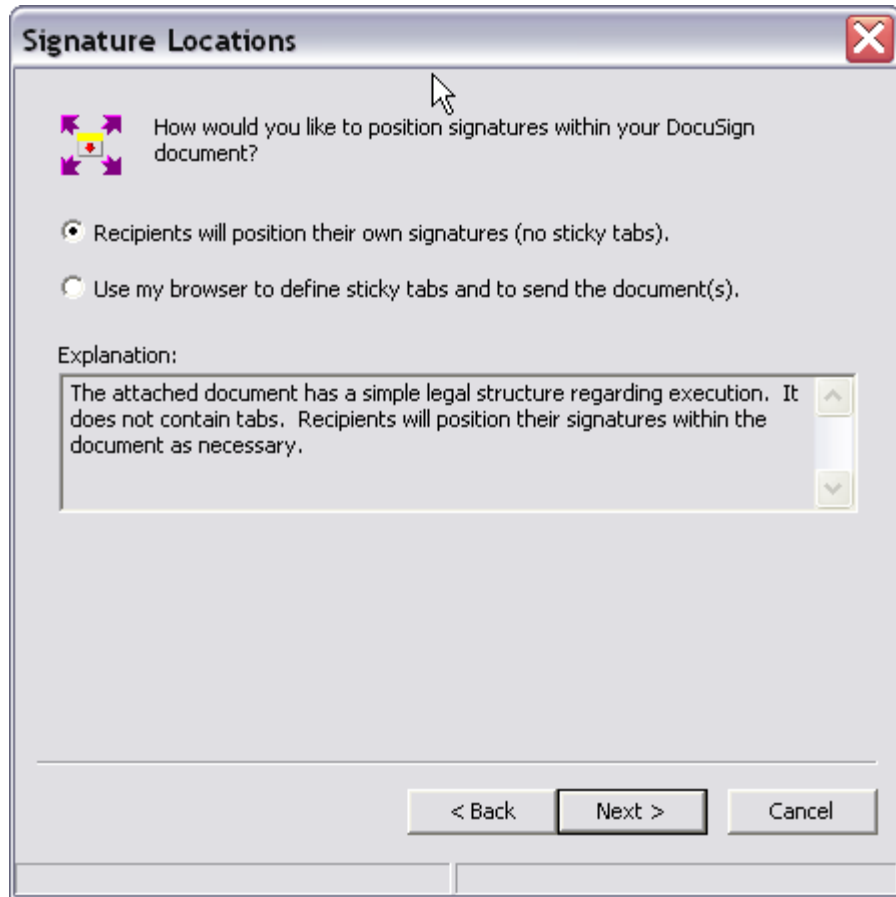 Signature Locations
How would you like to position signatures within your DocuSign
document?
Recipients will position their own signatures (no sticky tabs).
Use my browser to define sticky tabs and to send the document(s).
Explanation:
The attached document has a simple legal structure regarding execution.  It
does not contain tabs.  Recipients will position their signatures within the
document as necessary.
< Back Next > Cancel